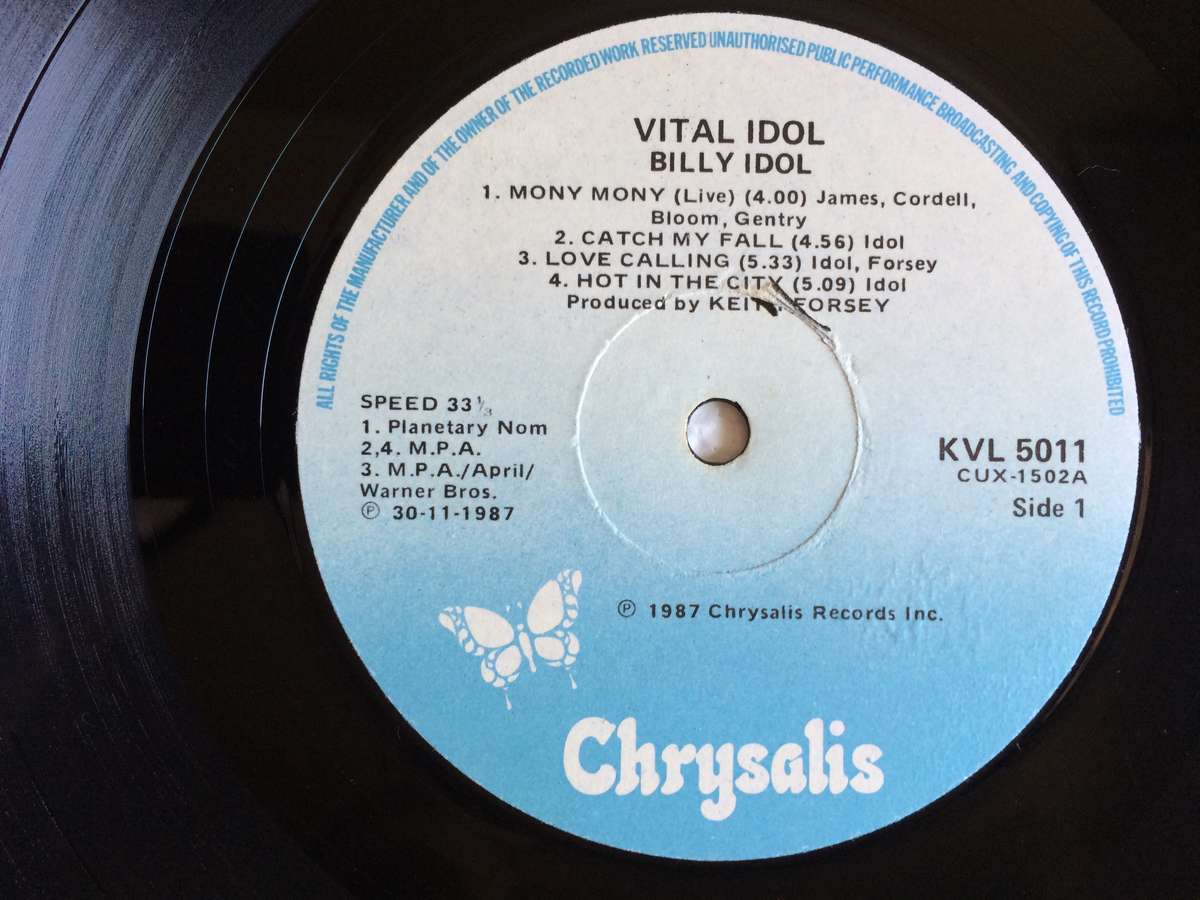 ALL RIGHTS OF THE MANUFACTURER AND OF THE OWNER OF THE RECORDED WORK RESERVED UNAUTHORISED PUBLIC PERFORMANCE BROADCASTING AND COPYING OF THIS RECORD PROHIBITED
VITAL IDOL
BILLY IDOL
1. MONY MONY (Live) (4.00) James, Cordell,
Bloom, Gentry
2. CATCH MY FALL (4.56) Idol
3. LOVE CALLING (5.33) Idol, Forsey
4. HOT IN THE CITY (5.09) Idol
Produced by KEITH FORSEY
SPEED 33⅓
1. Planetary Nom
2,4. M.P.A.
3. M.P.A./April/
Warner Bros.
℗ 30-11-1987
KVL 5011
CUX-1502A
Side 1
℗ 1987 Chrysalis Records Inc.
Chrysalis